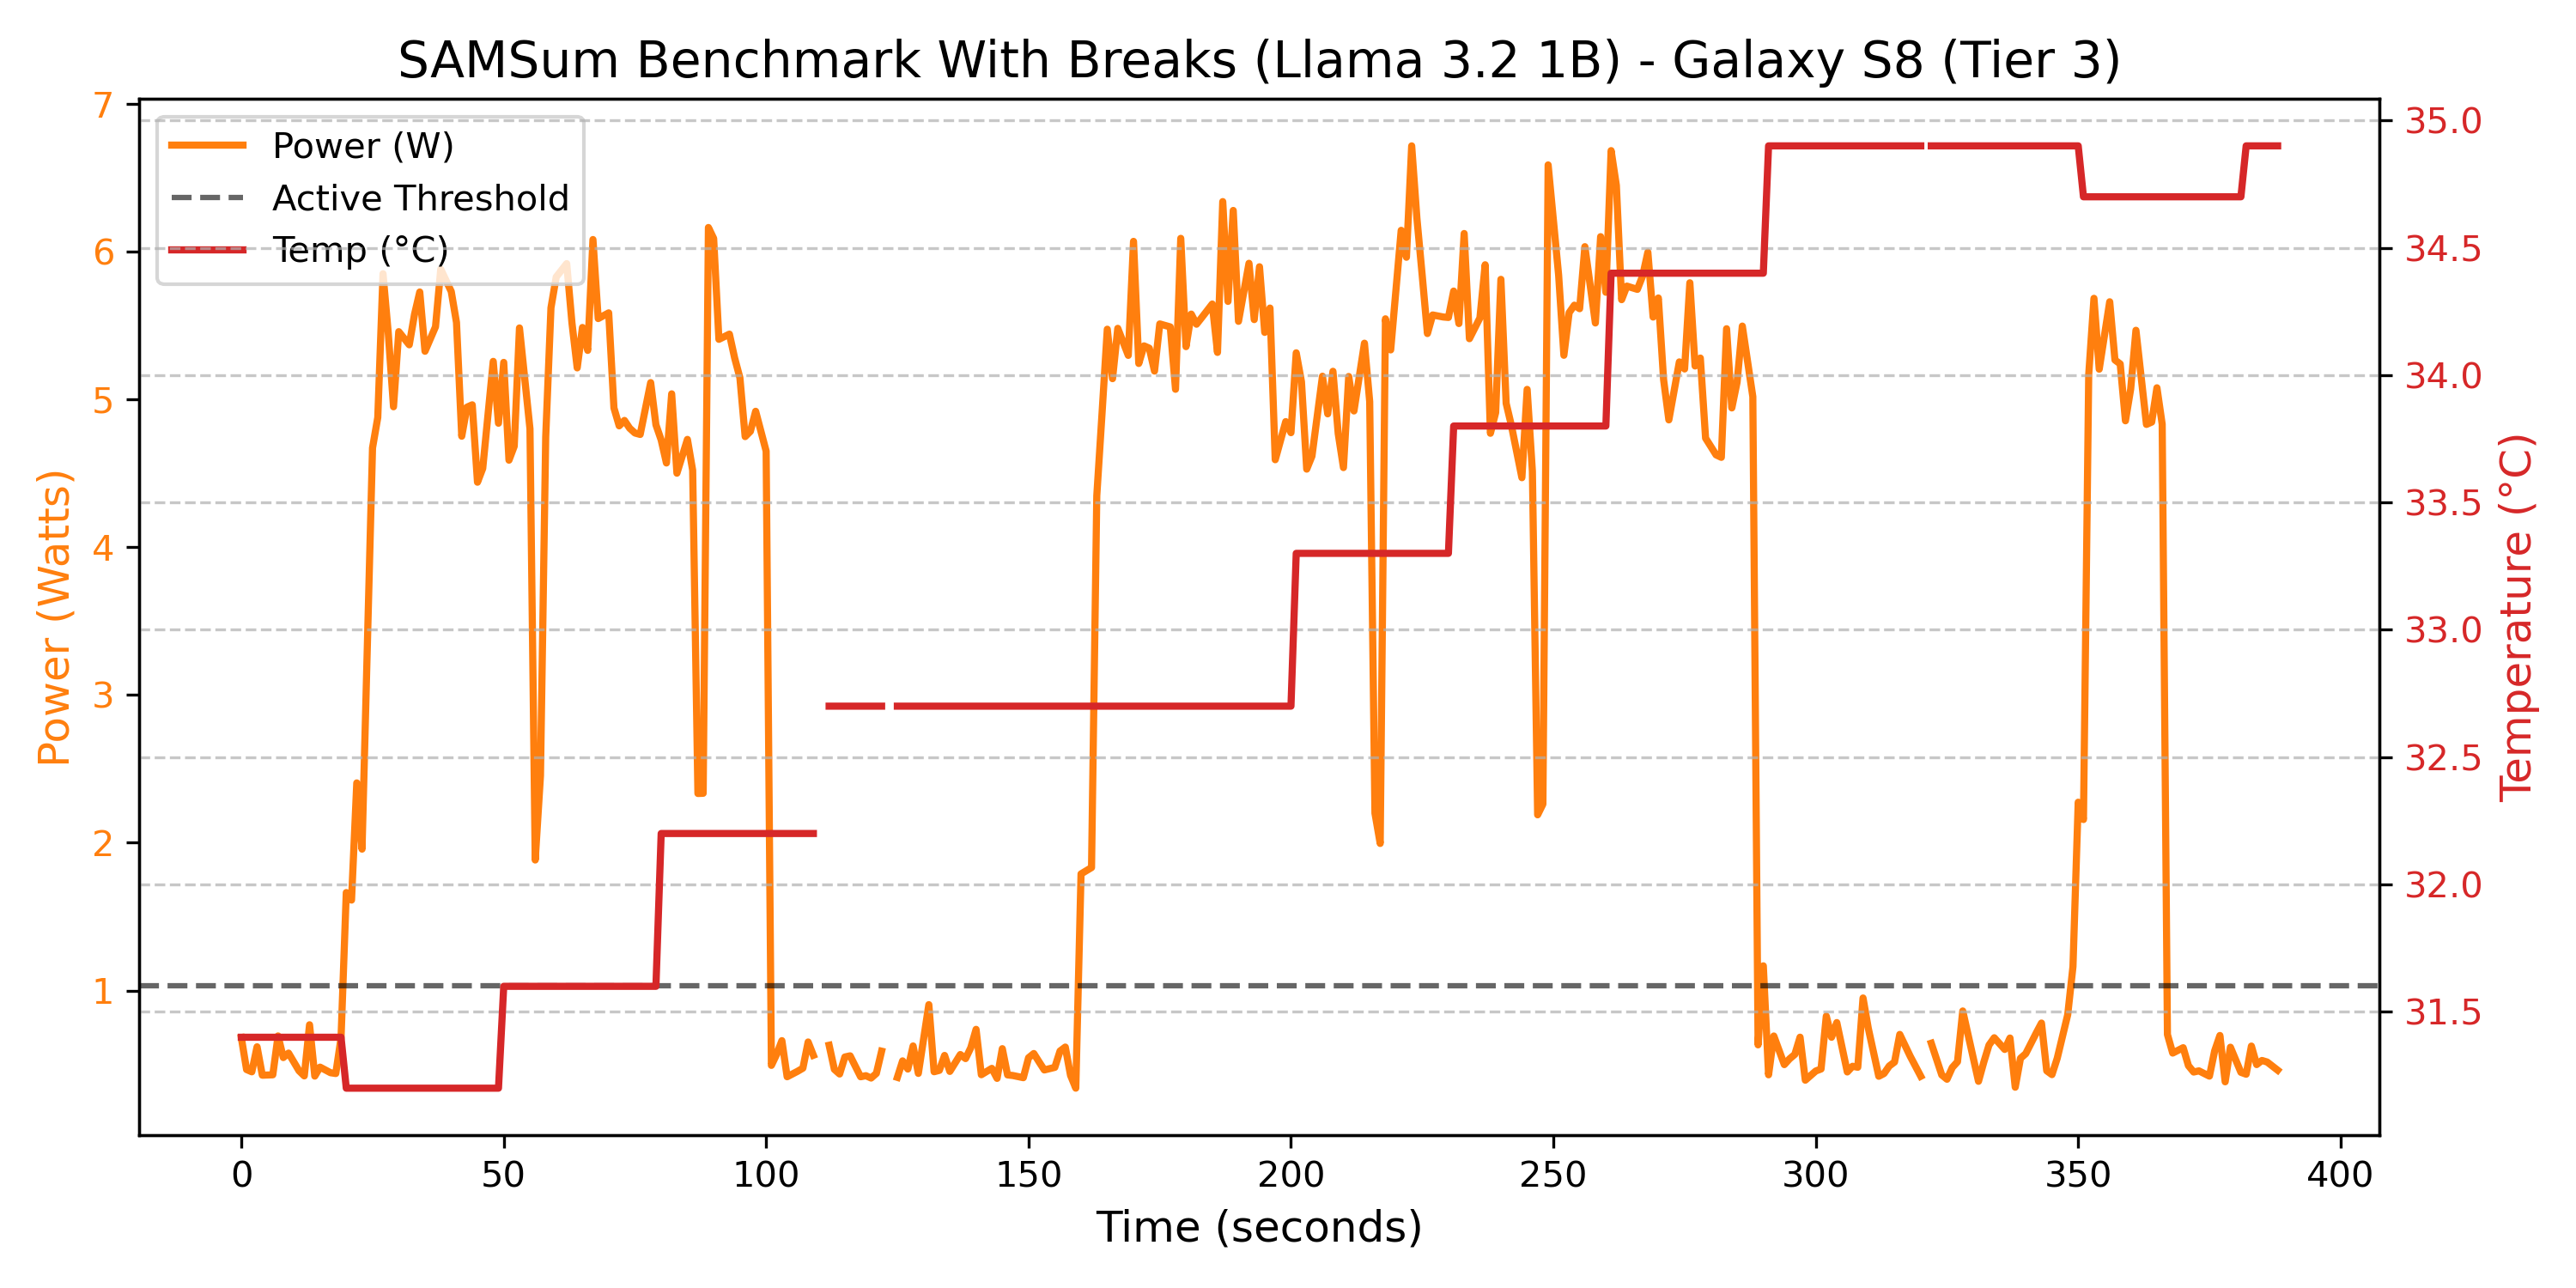 SAMSum Benchmark With Breaks (Llama 3.2 1B) - Galaxy S8 (Tier 3)
Power (W)
Active Threshold
Temp (°C)
Power (Watts)
7
6
5
4
3
2
1
35.0
34.5
34.0
33.5
33.0
32.5
32.0
31.5
Temperature (°C)
0 50 100 150 200 250 300 350 400
Time (seconds)